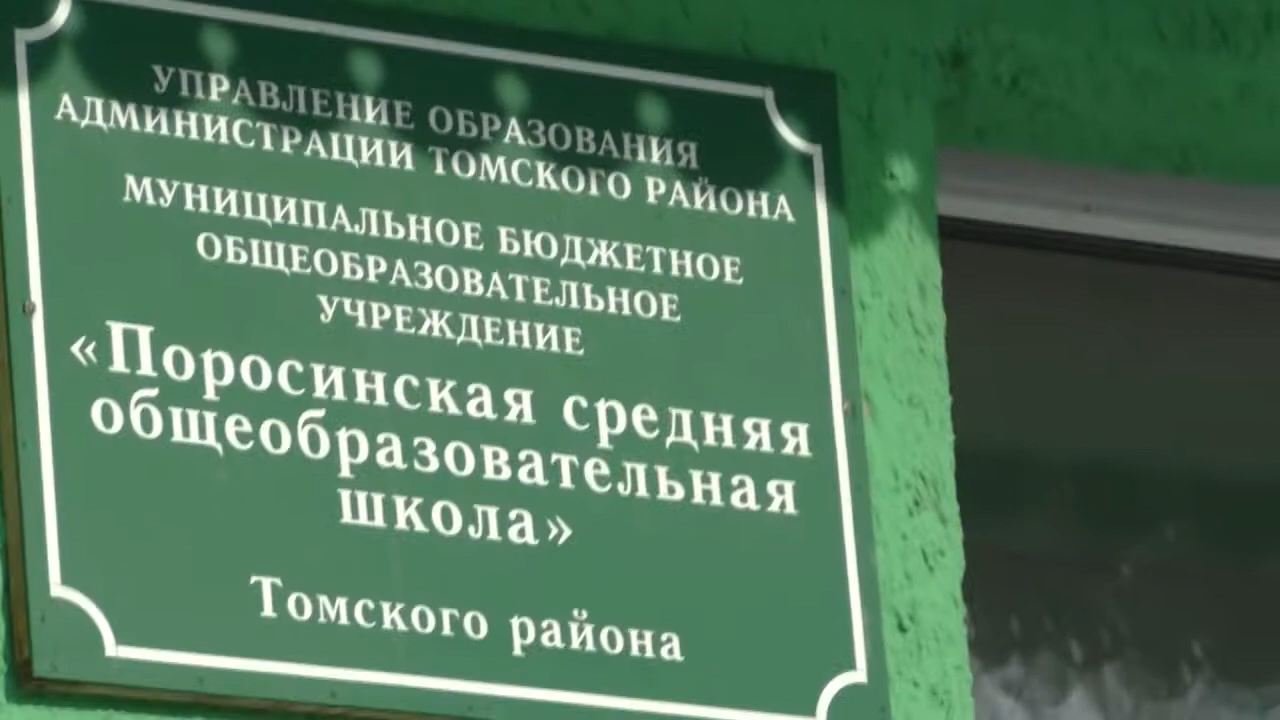 УПРАВЛЕНИЕ ОБРАЗОВАНИЯ
АДМИНИСТРАЦИИ ТОМСКОГО РАЙОНА
МУНИЦИПАЛЬНОЕ БЮДЖЕТНОЕ
ОБЩЕОБРАЗОВАТЕЛЬНОЕ
УЧРЕЖДЕНИЕ
«Поросинская средняя
общеобразовательная
школа»
Томского района